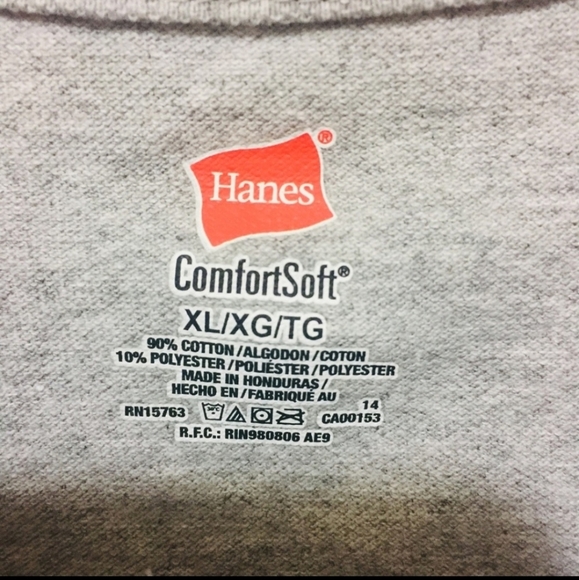 Hanes®
ComfortSoft®
XL/XG/TG
90% COTTON/ALGODON/COTON
10% POLYESTER/POLIÉSTER/POLYESTER
MADE IN HONDURAS/
HECHO EN/FABRIQUÉ AU
14
RN15763 CA00153
R.F.C.: RIN980806 AE9